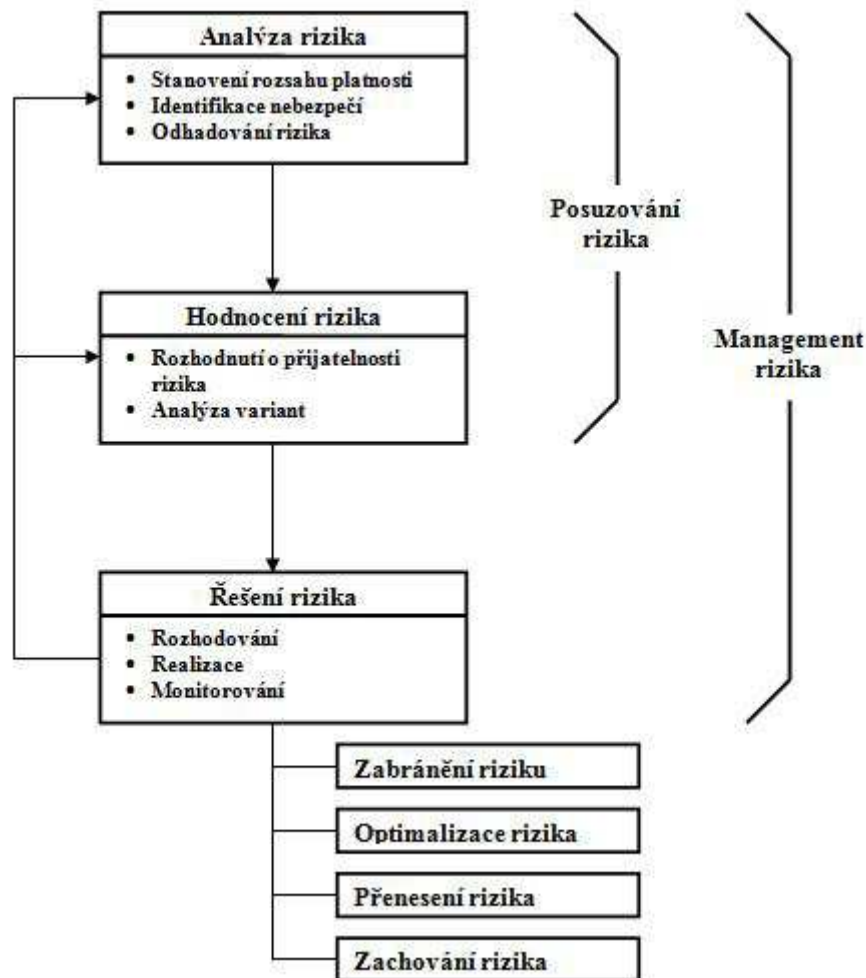 Analýza rizika
• Stanovení rozsahu platnosti
• Identifikace nebezpečí
• Odhadování rizika
Posuzování
rizika
Hodnocení rizika
• Rozhodnutí o přijatelnosti
rizika
• Analýza variant
Management
rizika
Řešení rizika
• Rozhodování
• Realizace
• Monitorování
Zabránění riziku
Optimalizace rizika
Přenesení rizika
Zachování rizika